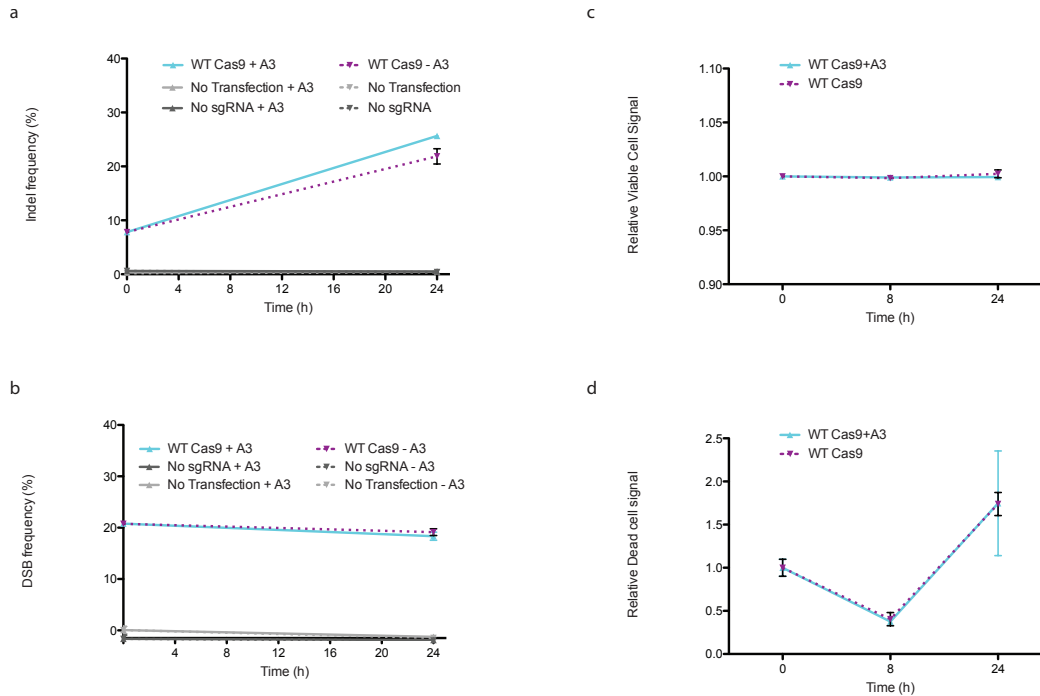 a
40
30
20
10
0
Indel frequency (%)
WT Cas9 + A3
No Transfection + A3
No sgRNA + A3
WT Cas9 - A3
No Transfection
No sgRNA
0 4 8 12 16 20 24
Time (h)
b
40
30
20
10
0
DSB frequency (%)
WT Cas9 + A3
No sgRNA + A3
No Transfection + A3
WT Cas9 - A3
No sgRNA - A3
No Transfection - A3
4 8 12 16 20 24
Time (h)
c
1.10
1.05
1.00
0.95
0.90
Relative Viable Cell Signal
WT Cas9+A3
WT Cas9
0 8 24
Time (h)
d
2.5
2.0
1.5
1.0
0.5
0.0
Relative Dead cell signal
WT Cas9+A3
WT Cas9
0 8 24
Time (h)